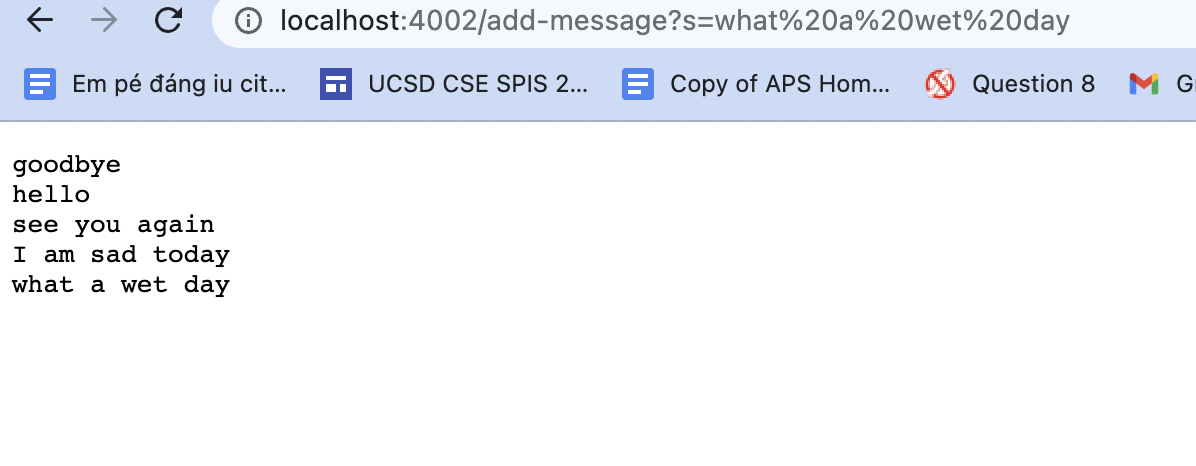 localhost:4002/add-message?s=what%20a%20wet%20day
Em pé đáng iu cit... UCSD CSE SPIS 2... Copy of APS Hom... Question 8
goodbye
hello
see you again
I am sad today
what a wet day